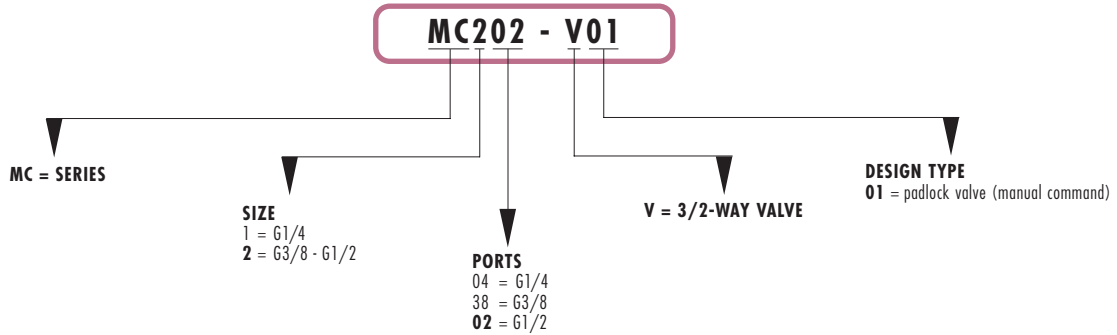 MC202 - V01
MC = SERIES
SIZE
1 = G1/4
2 = G3/8 - G1/2
PORTS
04 = G1/4
38 = G3/8
02 = G1/2
V = 3/2-WAY VALVE
DESIGN TYPE
01 = padlock valve (manual command)